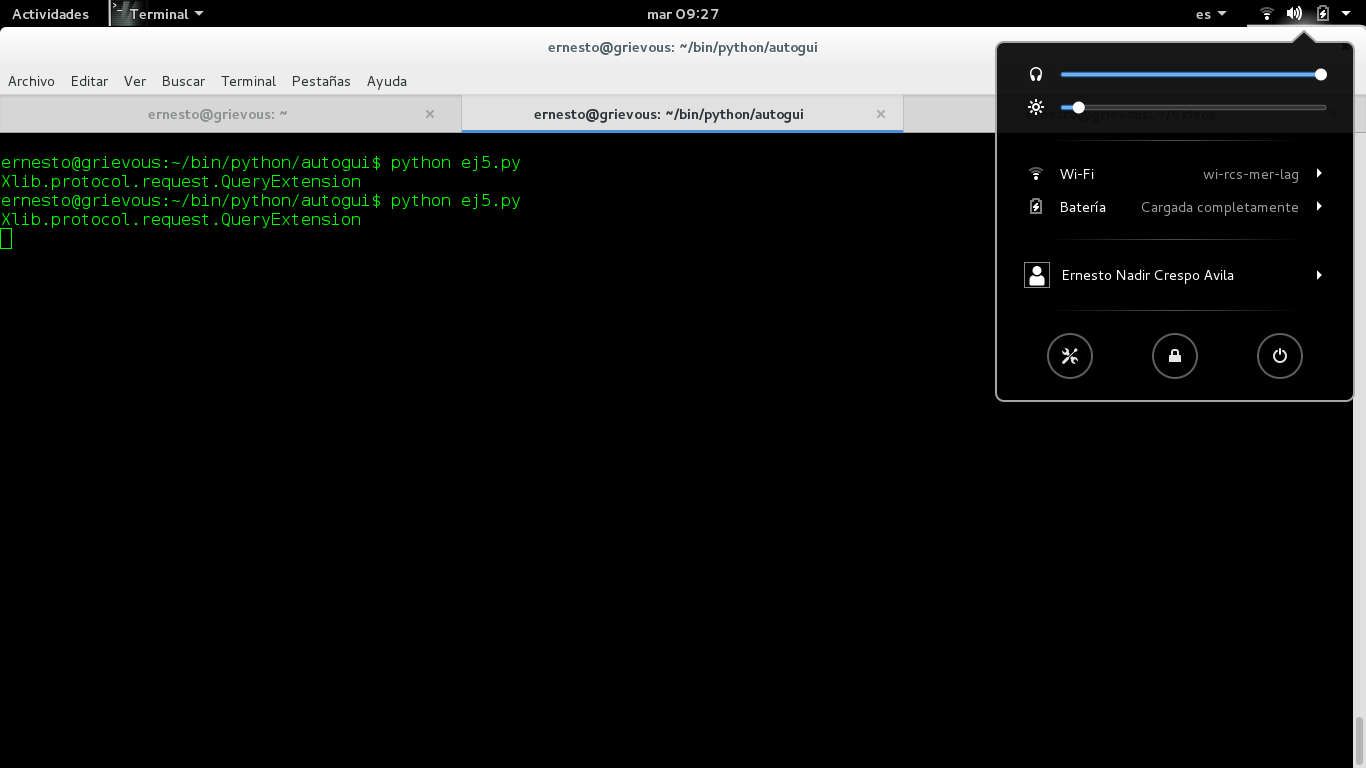 Actividades Terminal mar 09:27 es
ernesto@grievous: ~/bin/python/autogui
Archivo Editar Ver Buscar Terminal Pestañas Ayuda
ernesto@grievous: ~ × ernesto@grievous: ~/bin/python/autogui × ernesto@grievous: ~/Videos
ernesto@grievous:~/bin/python/autogui$ python ej5.py
Xlib.protocol.request.QueryExtension
ernesto@grievous:~/bin/python/autogui$ python ej5.py
Xlib.protocol.request.QueryExtension
Wi-Fi wi-rcs-mer-lag
Batería Cargada completamente
Ernesto Nadir Crespo Avila